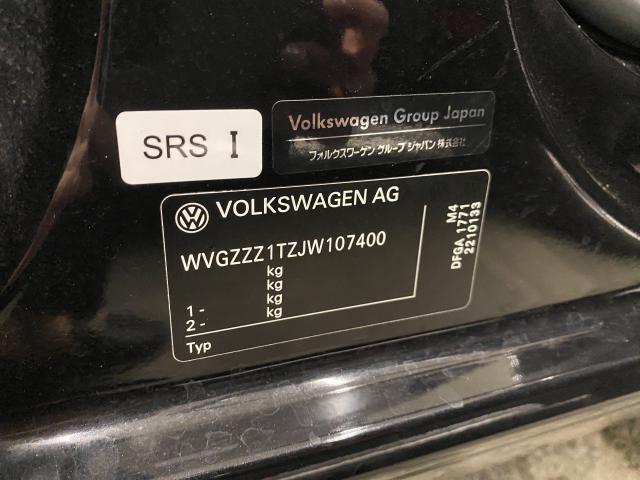 Volkswagen Group Japan
フォルクスワーゲン グループ ジャパン 株式会社
SRS I
VOLKSWAGEN AG
WVGZZZ1TZJW107400
kg
kg
kg
1 - kg
2 -
Typ
M4
DFGA 1771
2210133